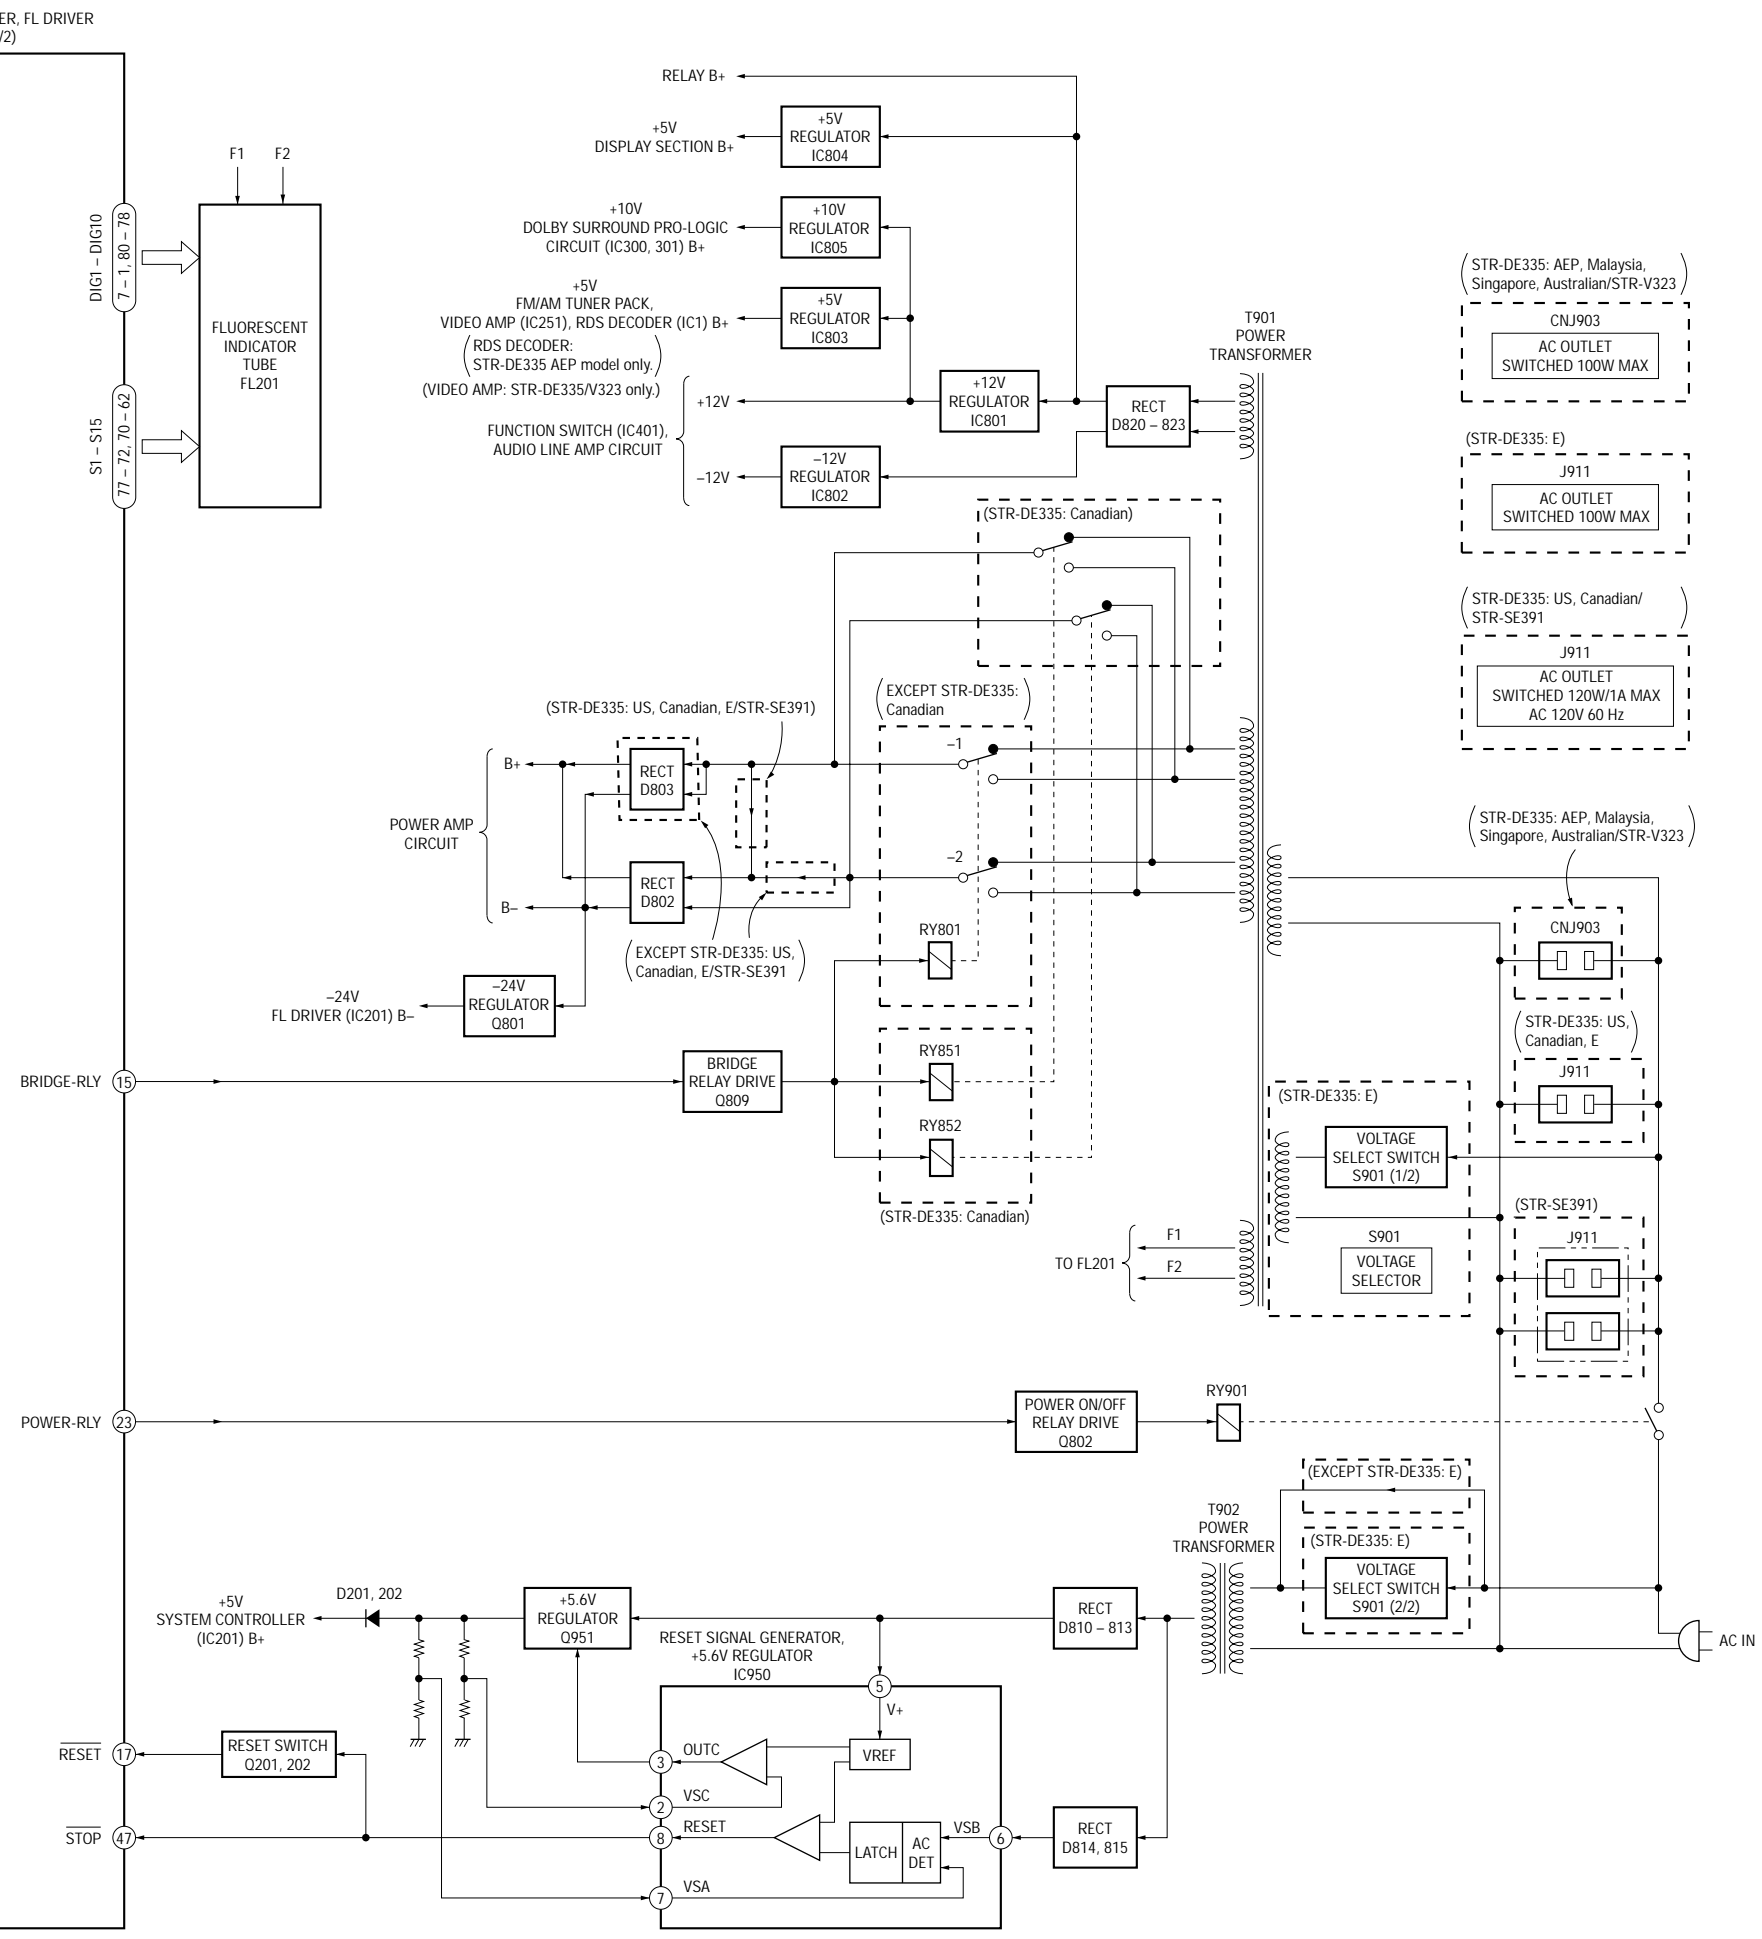 ER, FL DRIVER
/2)
RELAY B+
+5V
DISPLAY SECTION B+
+5V
REGULATOR
IC804
F1
F2
+10V
DOLBY SURROUND PRO-LOGIC
CIRCUIT (IC300, 301) B+
+10V
REGULATOR
IC805
DIG1 – DIG10
7 – 1, 80 – 78
FLUORESCENT
INDICATOR
TUBE
FL201
+5V
FM/AM TUNER PACK,
VIDEO AMP (IC251), RDS DECODER (IC1) B+
RDS DECODER:
STR-DE335 AEP model only.
(VIDEO AMP: STR-DE335/V323 only.)
+5V
REGULATOR
IC803
S1 – S15
77 – 72, 70 – 62
+12V
FUNCTION SWITCH (IC401),
AUDIO LINE AMP CIRCUIT
–12V
+12V
REGULATOR
IC801
–12V
REGULATOR
IC802
RECT
D820 – 823
T901
POWER
TRANSFORMER
(STR-DE335: AEP, Malaysia,
Singapore, Australian/STR-V323)
CNJ903
AC OUTLET
SWITCHED 100W MAX
(STR-DE335: E)
J911
AC OUTLET
SWITCHED 100W MAX
(STR-DE335: US, Canadian/
STR-SE391)
J911
AC OUTLET
SWITCHED 120W/1A MAX
AC 120V 60 Hz
(STR-DE335: Canadian)
(EXCEPT STR-DE335:
Canadian)
(STR-DE335: US, Canadian, E/STR-SE391)
–1
B+
RECT
D803
POWER AMP
CIRCUIT
–2
RECT
D802
B–
(EXCEPT STR-DE335: US,
Canadian, E/STR-SE391)
RY801
(STR-DE335: AEP, Malaysia,
Singapore, Australian/STR-V323)
CNJ903
–24V
FL DRIVER (IC201) B–
–24V
REGULATOR
Q801
(STR-DE335: US,
Canadian, E)
J911
BRIDGE-RLY
15
BRIDGE
RELAY DRIVE
Q809
RY851
RY852
(STR-DE335: Canadian)
(STR-DE335: E)
VOLTAGE
SELECT SWITCH
S901 (1/2)
S901
VOLTAGE
SELECTOR
(STR-SE391)
J911
TO FL201
F1
F2
POWER-RLY
23
POWER ON/OFF
RELAY DRIVE
Q802
RY901
(EXCEPT STR-DE335: E)
T902
POWER
TRANSFORMER
(STR-DE335: E)
VOLTAGE
SELECT SWITCH
S901 (2/2)
AC IN
+5V
SYSTEM CONTROLLER
(IC201) B+
D201, 202
+5.6V
REGULATOR
Q951
RECT
D810 – 813
RESET SIGNAL GENERATOR,
+5.6V REGULATOR
IC950
5
V+
RESET
17
RESET SWITCH
Q201, 202
3
OUTC
VREF
2
VSC
STOP
47
8
RESET
LATCH
AC
DET
VSB
6
RECT
D814, 815
7
VSA